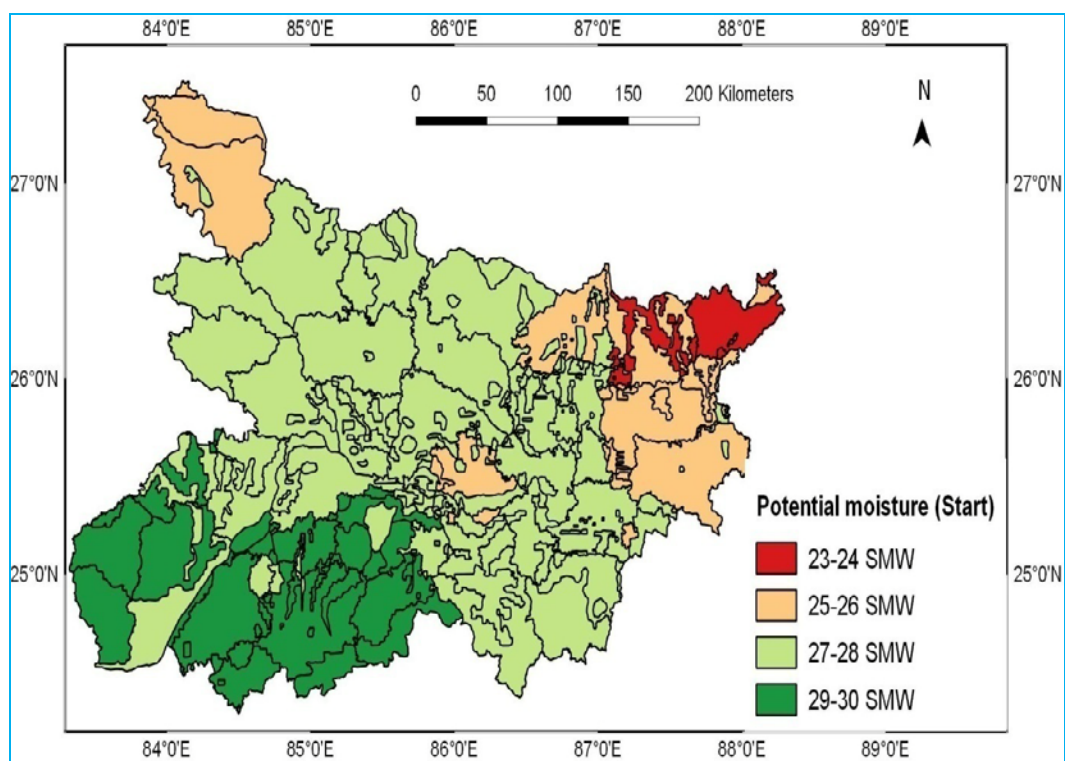 84°0'E 85°0'E 86°0'E 87°0'E 88°0'E 89°0'E
0 50 100 150 200 Kilometers
N
27°0'N 27°0'N
26°0'N 26°0'N
Potential moisture (Start)
23-24 SMW
25°0'N 25°0'N
25-26 SMW
27-28 SMW
29-30 SMW
84°0'E 85°0'E 86°0'E 87°0'E 88°0'E 89°0'E